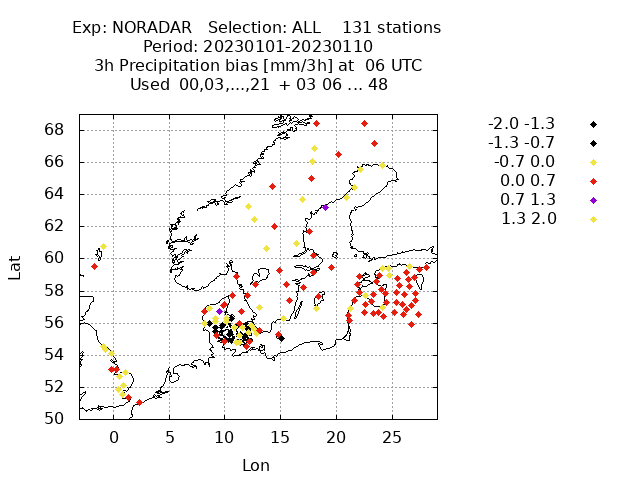 Exp: NORADAR   Selection: ALL    131 stations
Period: 20230101-20230110
3h Precipitation bias [mm/3h] at  06 UTC
Used  00,03,...,21  + 03 06 ... 48
-2.0 -1.3
-1.3 -0.7
-0.7 0.0
0.0 0.7
0.7 1.3
1.3 2.0
Lat
68
66
64
62
60
58
56
54
52
50
0 5 10 15 20 25
Lon